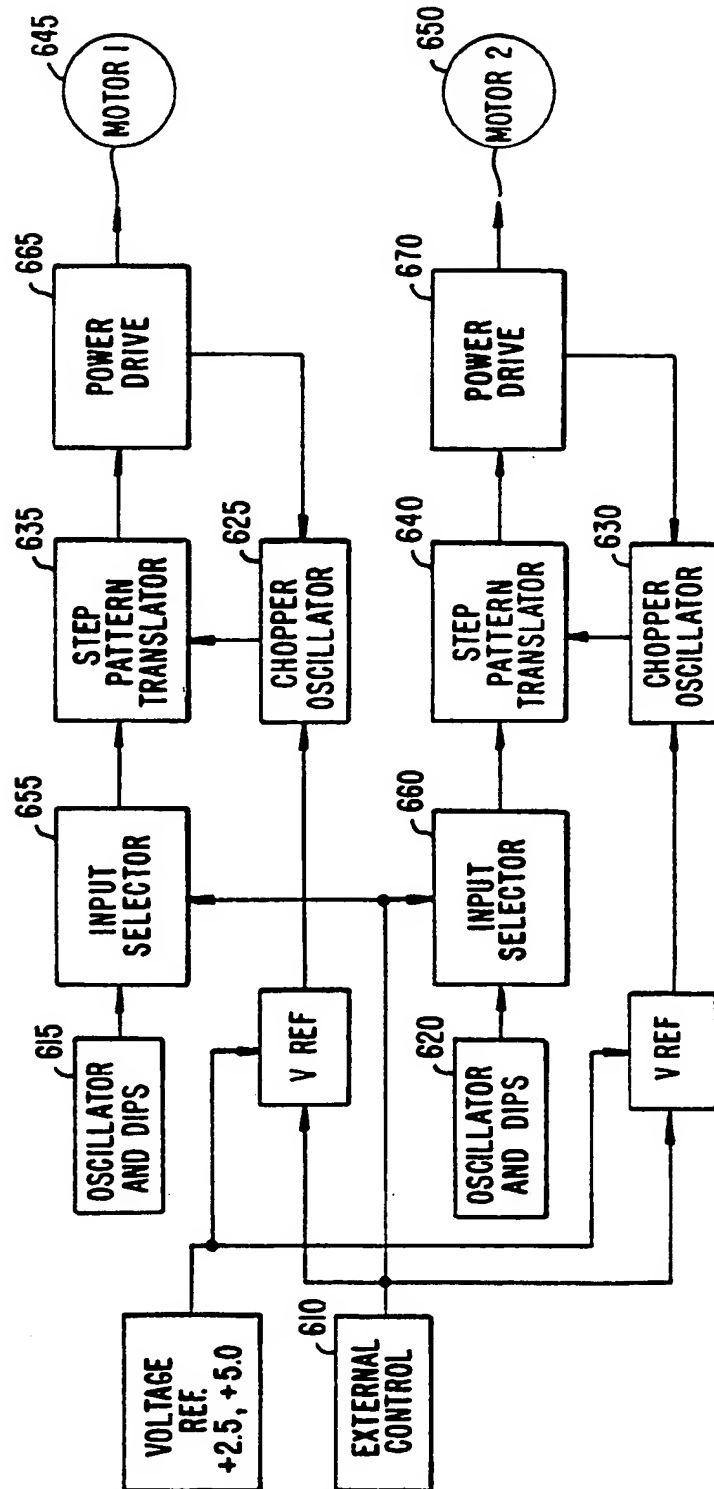 645
MOTOR 1
665
POWER
DRIVE
635
STEP
PATTERN
TRANSLATOR
625
CHOPPER
OSCILLATOR
655
INPUT
SELECTOR
615
OSCILLATOR
AND DIPS
V REF
VOLTAGE
REF.
+2.5, +5.0
610
EXTERNAL
CONTROL
650
MOTOR 2
670
POWER
DRIVE
640
STEP
PATTERN
TRANSLATOR
630
CHOPPER
OSCILLATOR
660
INPUT
SELECTOR
620
OSCILLATOR
AND DIPS
V REF